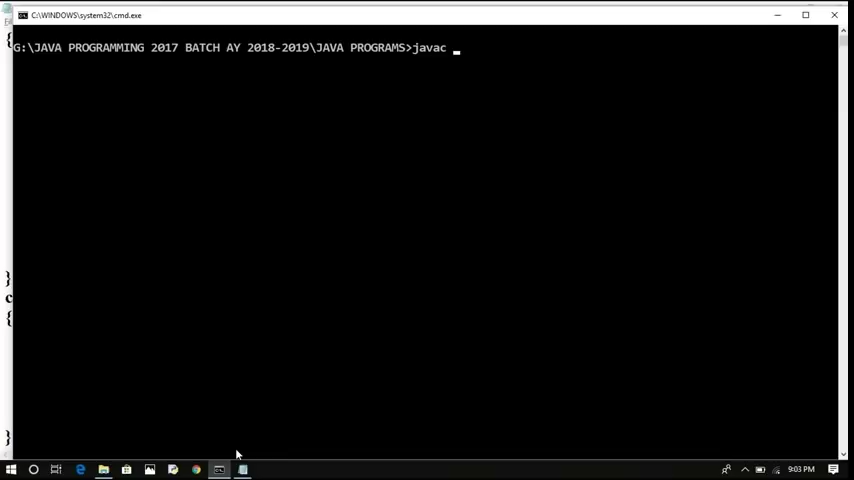 C:\WINDOWS\system32\cmd.exe
G:\JAVA PROGRAMMING 2017 BATCH AY 2018-2019\JAVA PROGRAMS>javac _
{
}
c
{
}
9:03 PM